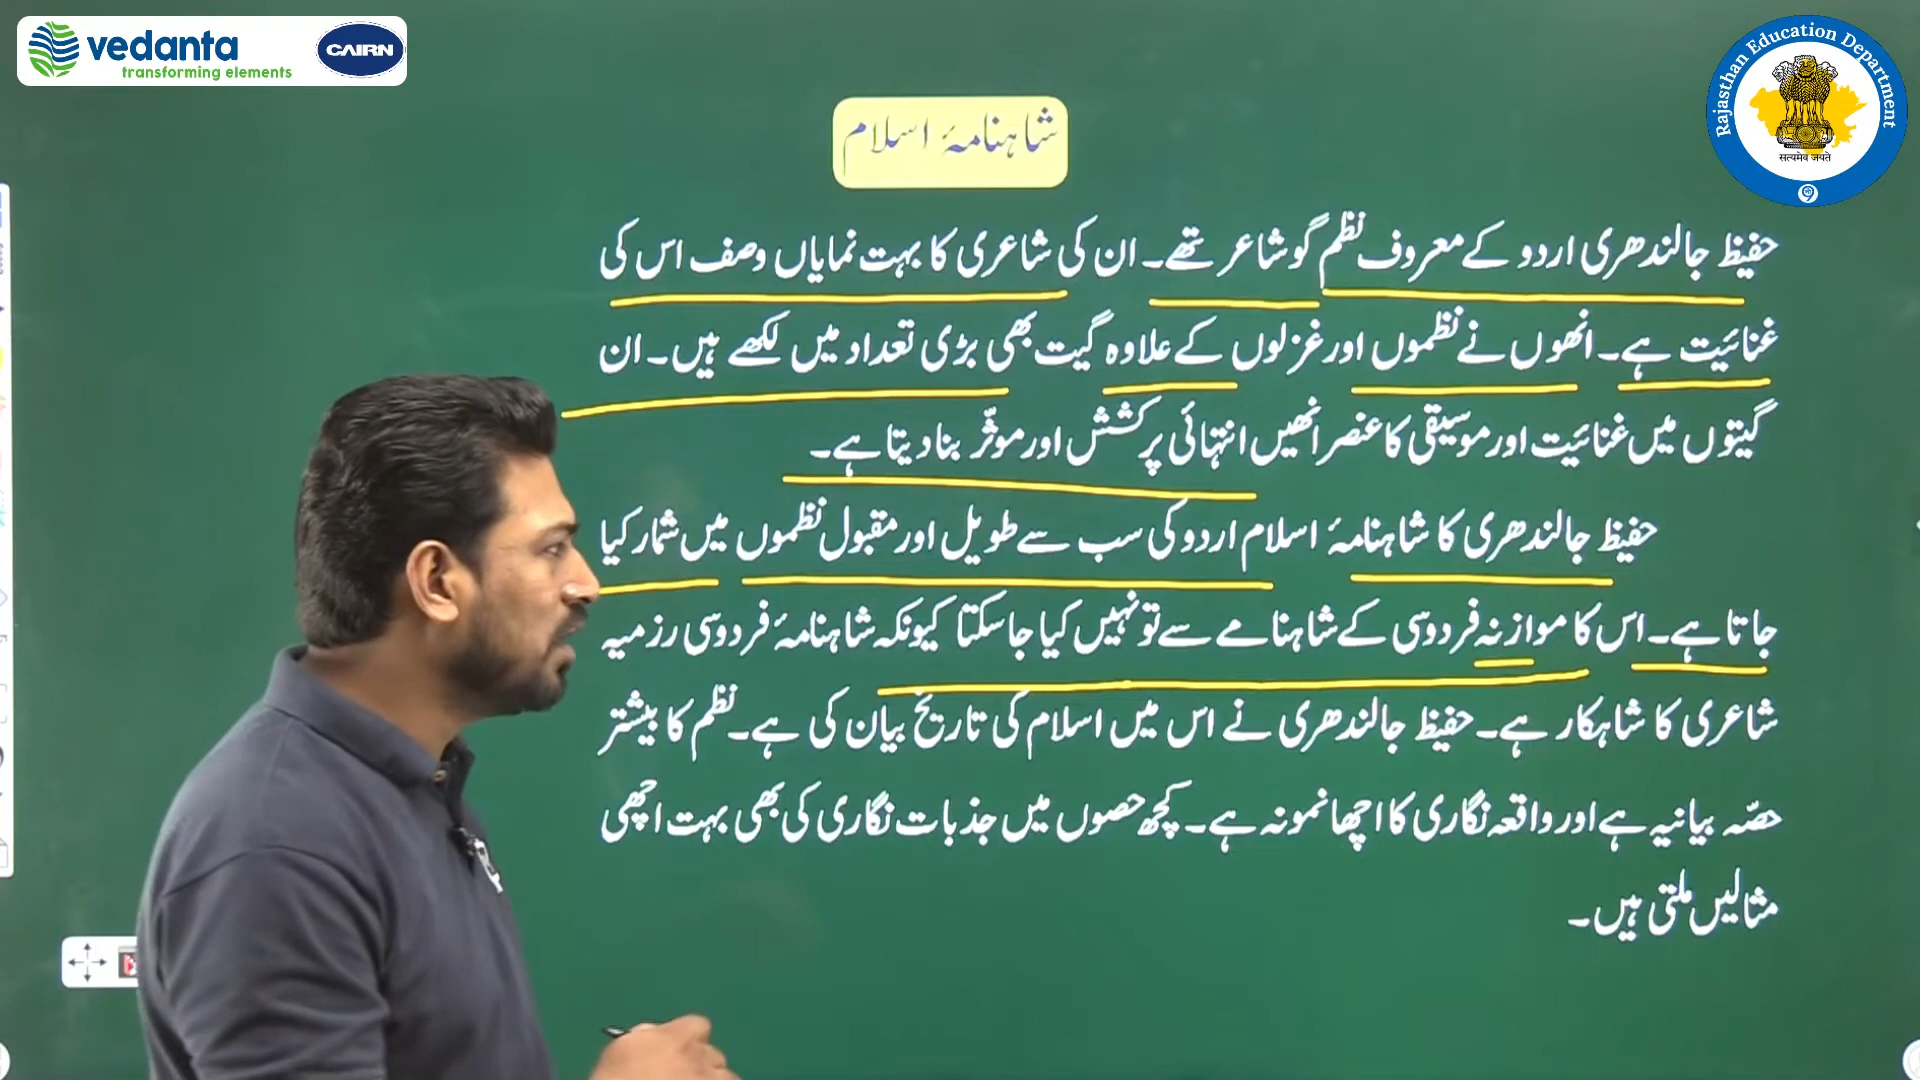 vedanta
transforming elements
CAIRN
Rajasthan Education Department
सत्यमेव जयते
شاہنامۂ اسلام
حفیظ جالندھری اردو کے معروف نظم گو شاعر تھے۔ ان کی شاعری کا بہت نمایاں وصف اس کی
غنائیت ہے۔ انھوں نے نظموں اور غزلوں کے علاوہ گیت بھی بڑی تعداد میں لکھے ہیں۔ ان
گیتوں میں غنائیت اور موسیقی کا عنصر انھیں انتہائی پرکشش اور موثّر بنا دیتا ہے۔
حفیظ جالندھری کا شاہنامۂ اسلام اردو کی سب سے طویل اور مقبول نظموں میں شمار کیا
جاتا ہے۔ اس کا موازنہ فردوسی کے شاہنامے سے تو نہیں کیا جا سکتا کیونکہ شاہنامۂ فردوسی رزمیہ
شاعری کا شاہکار ہے۔ حفیظ جالندھری نے اس میں اسلام کی تاریخ بیان کی ہے۔ نظم کا بیشتر
حصّہ بیانیہ ہے اور واقعہ نگاری کا اچھا نمونہ ہے۔ کچھ حصوں میں جذبات نگاری کی بھی بہت اچھی
مثالیں ملتی ہیں۔